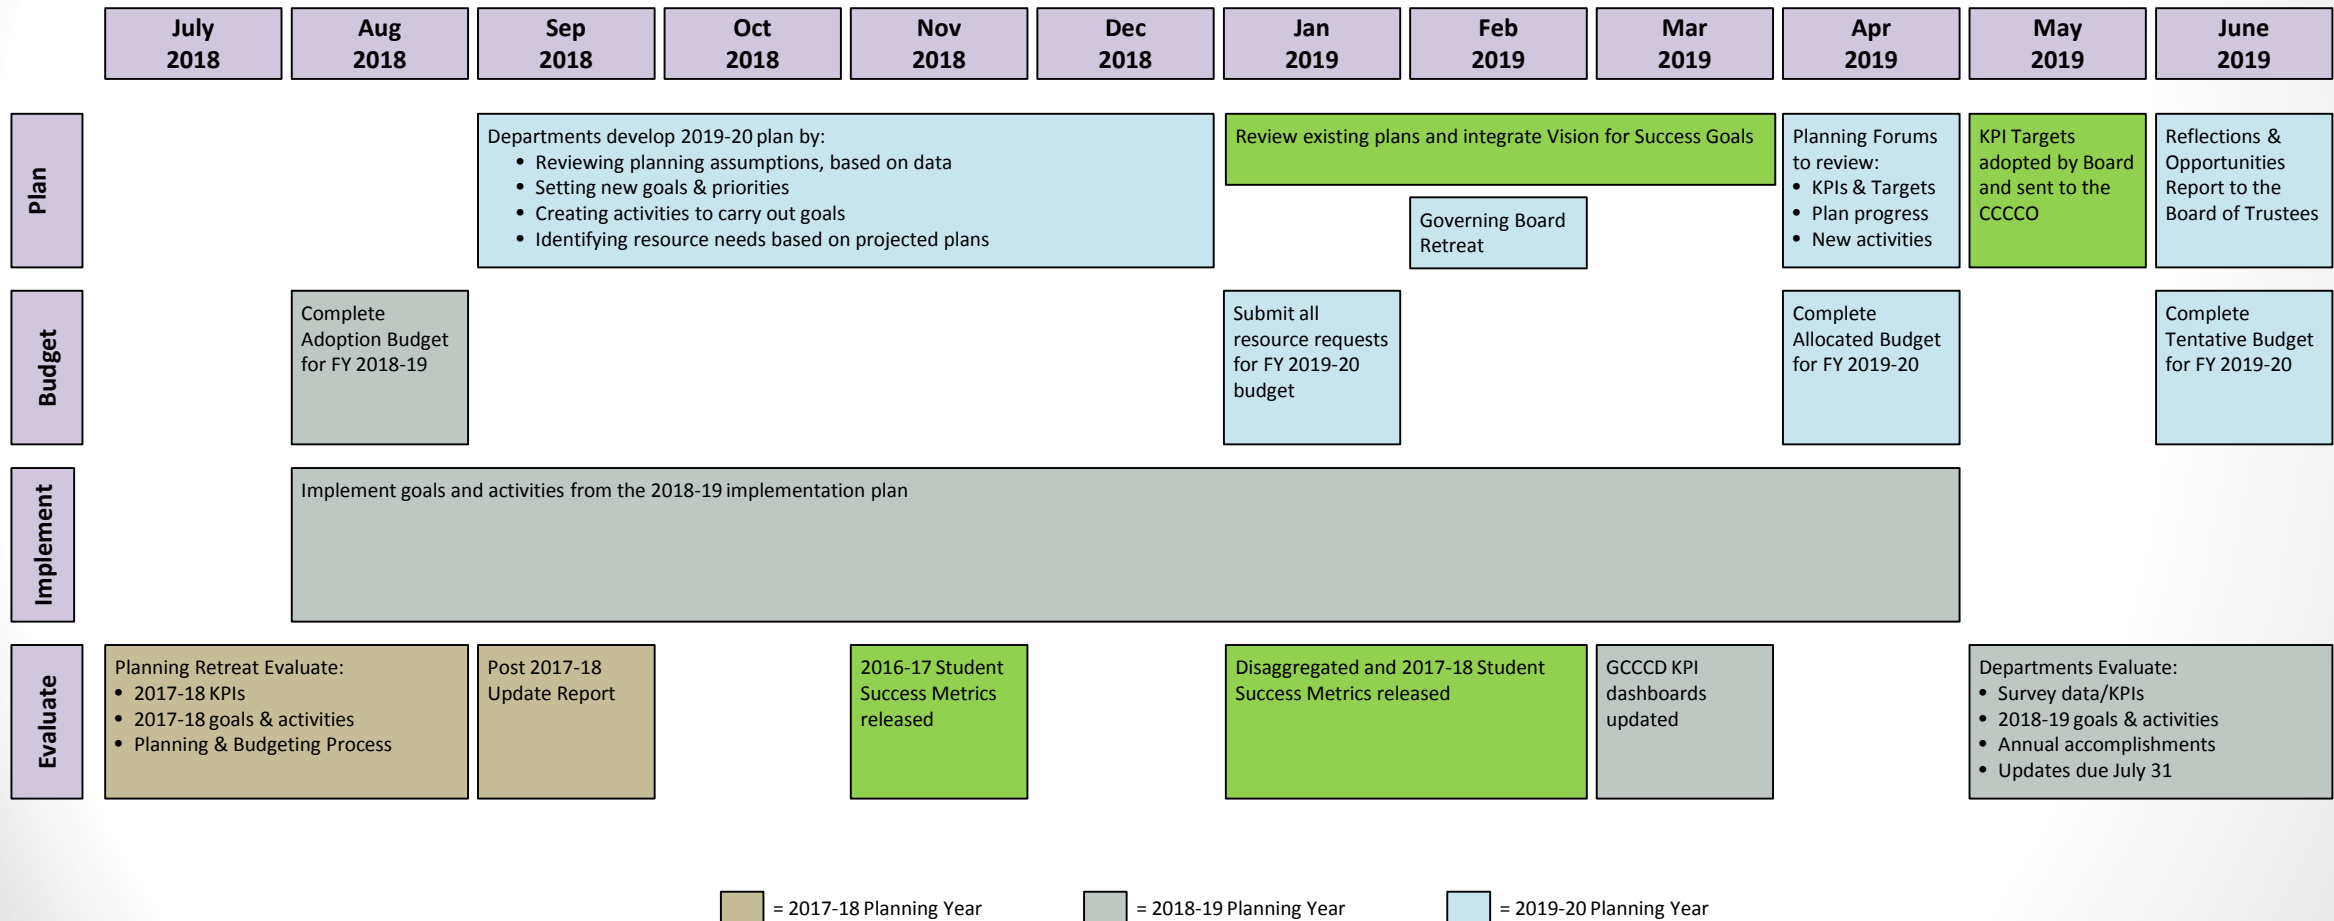 July
2018
Aug
2018
Sep
2018
Oct
2018
Nov
2018
Dec
2018
Jan
2019
Feb
2019
Mar
2019
Apr
2019
May
2019
June
2019
Plan
Departments develop 2019-20 plan by:
• Reviewing planning assumptions, based on data
• Setting new goals & priorities
• Creating activities to carry out goals
• Identifying resource needs based on projected plans
Review existing plans and integrate Vision for Success Goals
Governing Board
Retreat
Planning Forums
to review:
• KPIs & Targets
• Plan progress
• New activities
KPI Targets
adopted by Board
and sent to the
CCCCO
Reflections &
Opportunities
Report to the
Board of Trustees
Budget
Complete
Adoption Budget
for FY 2018-19
Submit all
resource requests
for FY 2019-20
budget
Complete
Allocated Budget
for FY 2019-20
Complete
Tentative Budget
for FY 2019-20
Implement
Implement goals and activities from the 2018-19 implementation plan
Evaluate
Planning Retreat Evaluate:
• 2017-18 KPIs
• 2017-18 goals & activities
• Planning & Budgeting Process
Post 2017-18
Update Report
2016-17 Student
Success Metrics
released
Disaggregated and 2017-18 Student
Success Metrics released
GCCCD KPI
dashboards
updated
Departments Evaluate:
• Survey data/KPIs
• 2018-19 goals & activities
• Annual accomplishments
• Updates due July 31
= 2017-18 Planning Year
= 2018-19 Planning Year
= 2019-20 Planning Year